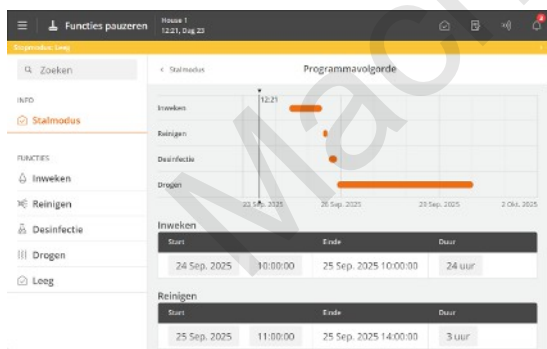 Functies pauzeren
House 1
12:21, Dag 23
2
Stalmodus: Leeg
Zoeken
< Stalmodus
Programmavolgorde
INFO
Stalmodus
FUNCTIES
Inweken
Reinigen
Desinfectie
Drogen
Leeg
12:21
Inweken
Reinigen
Desinfectie
Drogen
23 Sep. 2025
26 Sep. 2025
29 Sep. 2025
2 Okt. 2025
Inweken
Start Einde Duur
24 Sep. 2025 10:00:00 25 Sep. 2025 10:00:00 24 uur
Reinigen
Start Einde Duur
25 Sep. 2025 11:00:00 25 Sep. 2025 14:00:00 3 uur